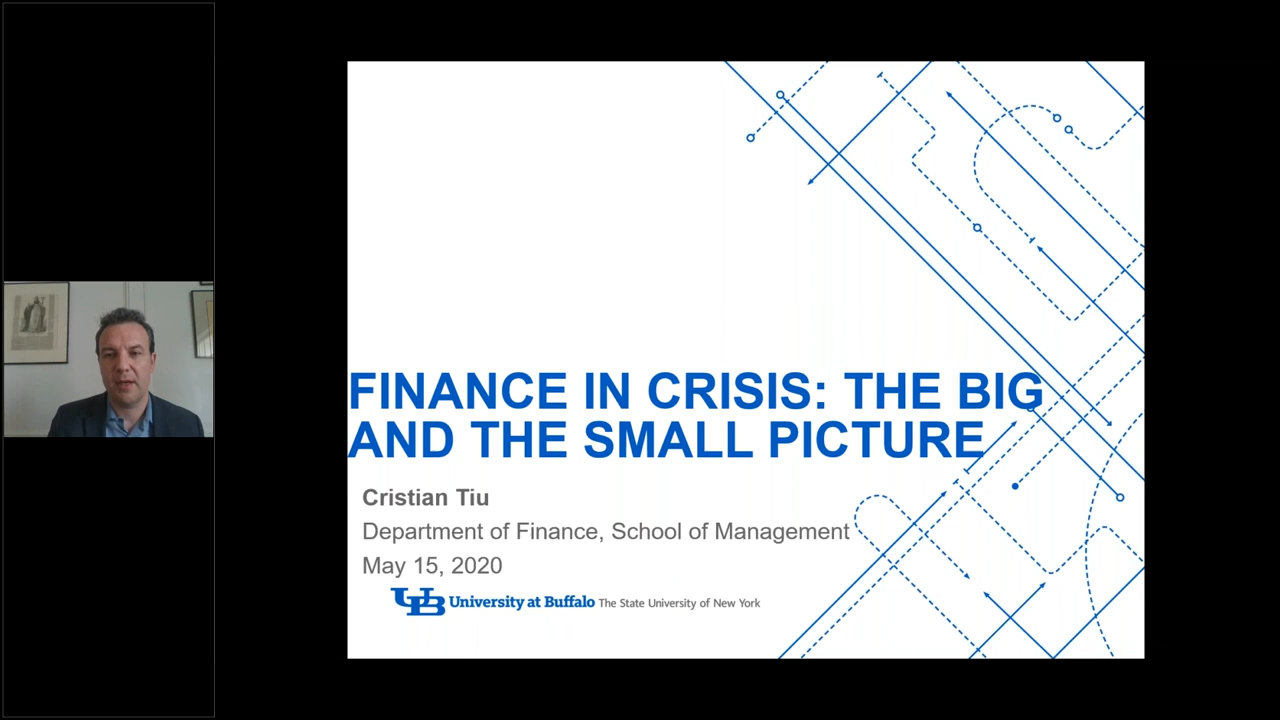 FINANCE IN CRISIS: THE BIG
AND THE SMALL PICTURE
Cristian Tiu
Department of Finance, School of Management
May 15, 2020
UB University at Buffalo The State University of New York